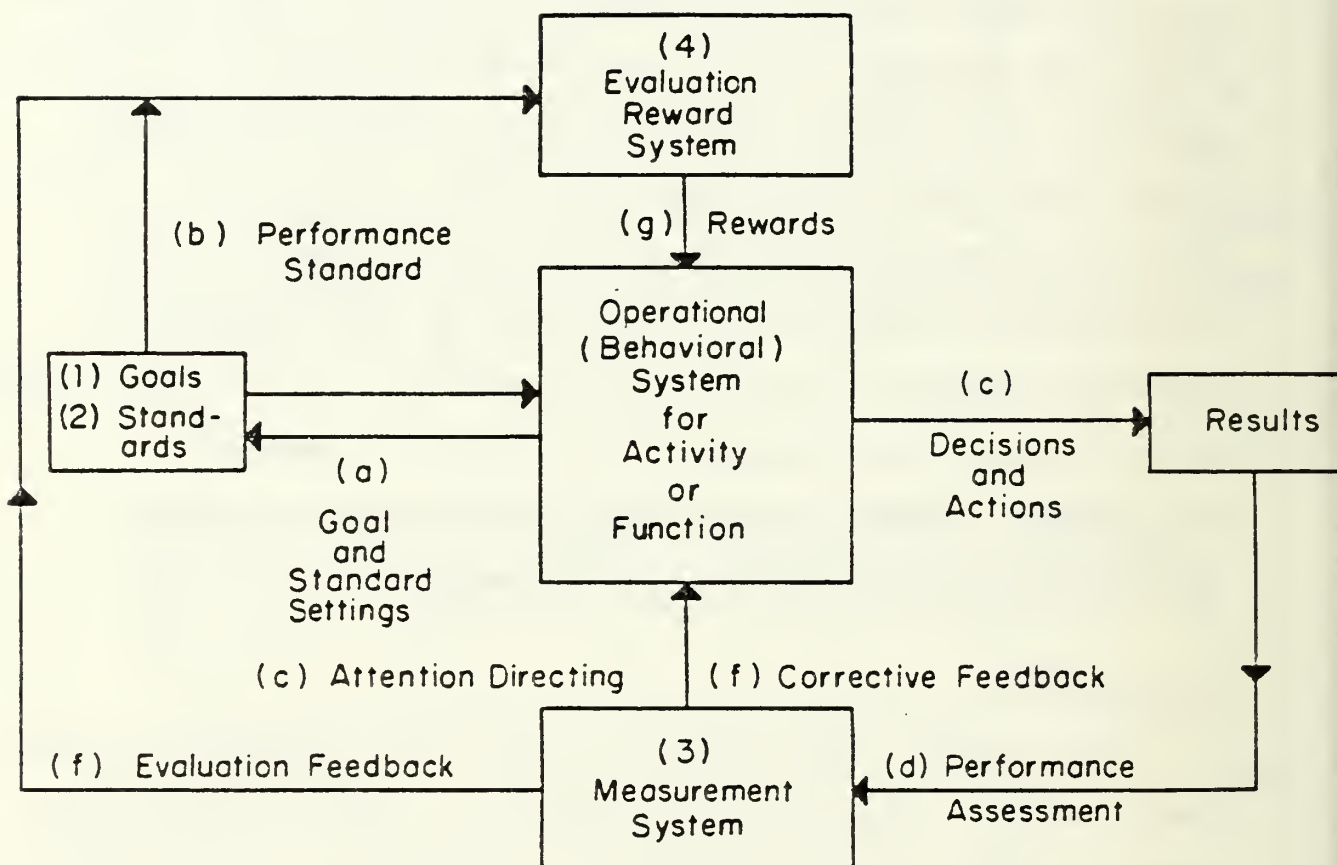 (4)
Evaluation
Reward
System
(g) Rewards
(b) Performance
Standard
(1) Goals
(2) Stand-
ards
(a)
Goal
and
Standard
Settings
Operational
(Behavioral)
System
for
Activity
or
Function
(c)
Decisions
and
Actions
Results
(c) Attention Directing
(f) Corrective Feedback
(f) Evaluation Feedback
(3)
Measurement
System
(d) Performance
Assessment